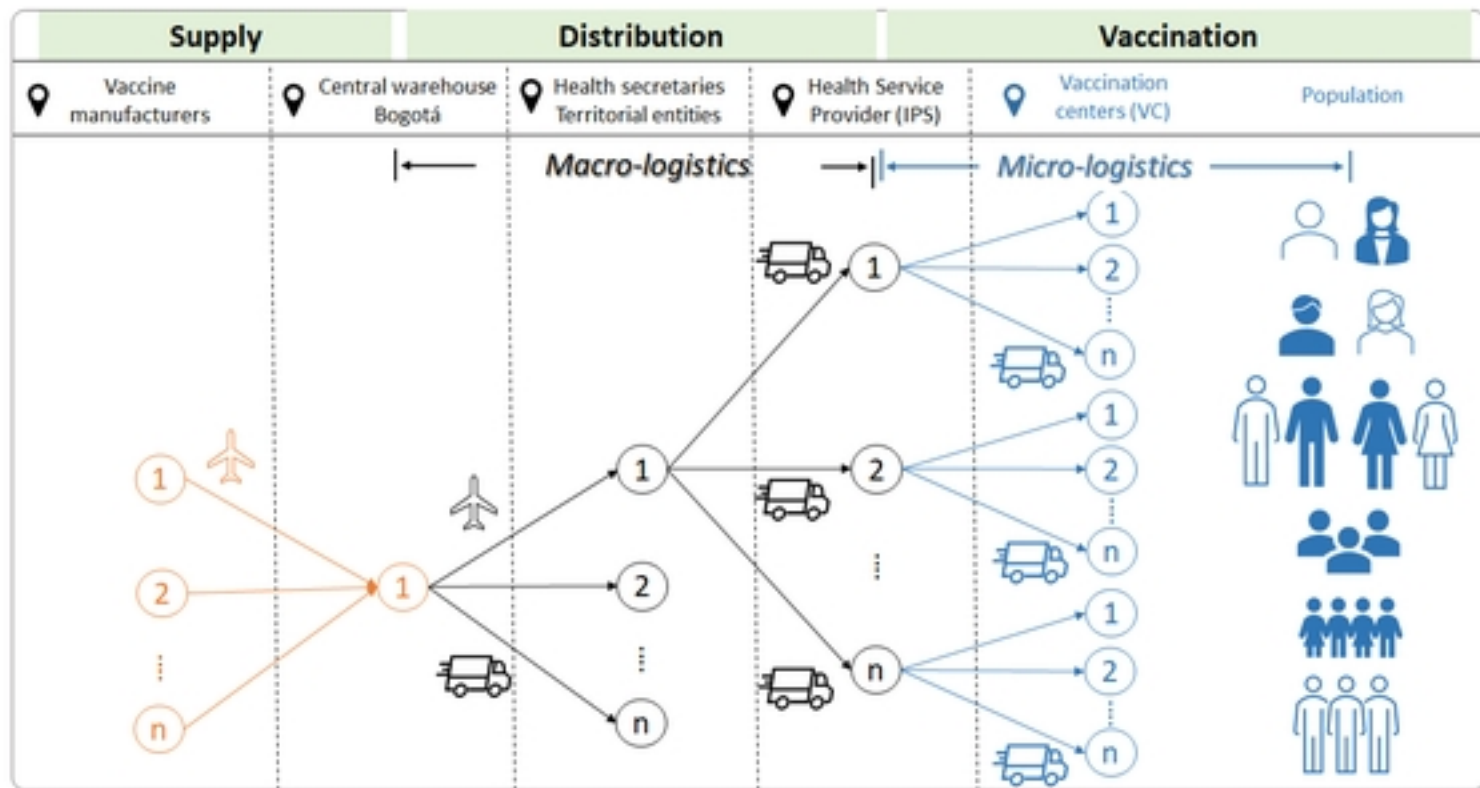 Supply
Distribution
Vaccination
Vaccine
manufacturers
Central warehouse
Bogotá
Health secretaries
Territorial entities
Health Service
Provider (IPS)
Vaccination
centers (VC)
Population
Macro-logistics
Micro-logistics
1
2
n
1
1
2
n
1
2
n
1
2
n
1
2
n
1
2
n